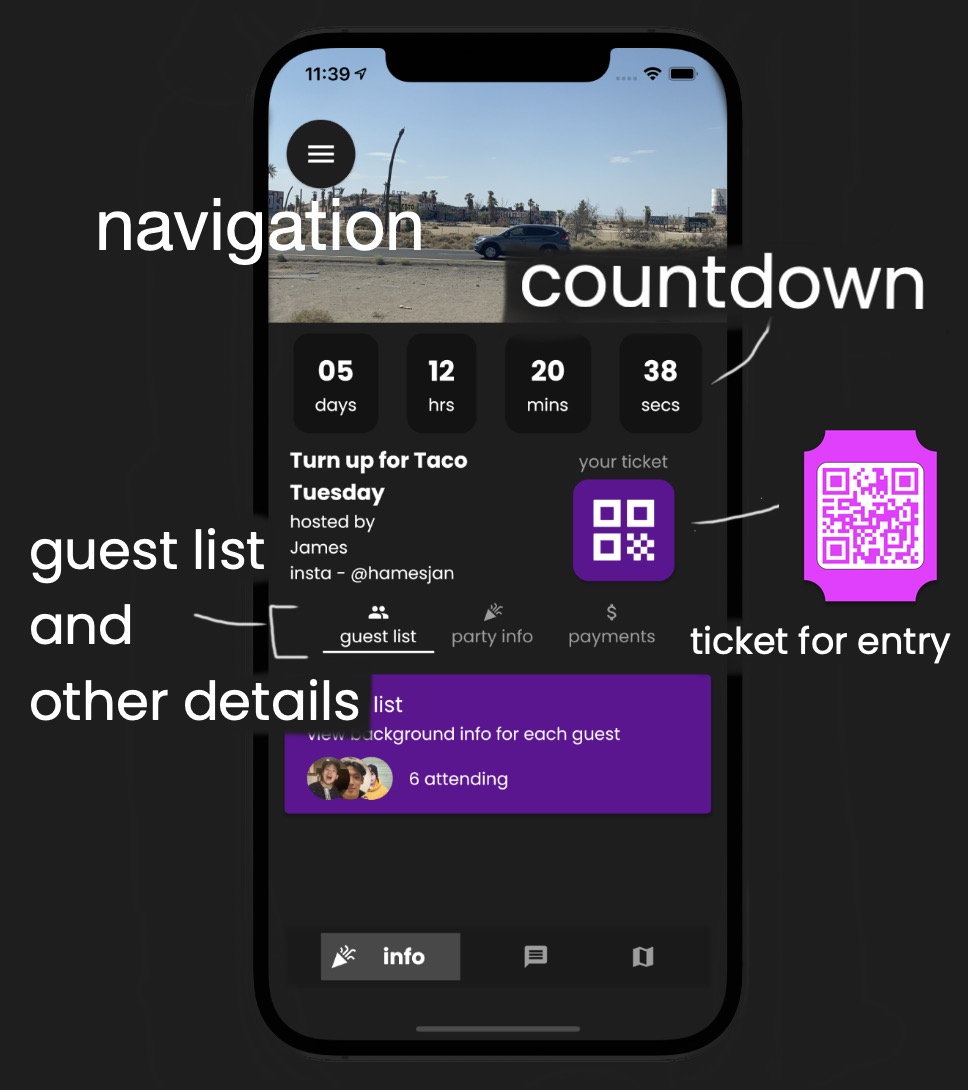 11:39
navigation
countdown
05
days
12
hrs
20
mins
38
secs
Turn up for Taco
Tuesday
hosted by
James
insta - @hamesjan
your ticket
guest list
and
other details
guest list
party info
payments
ticket for entry
list
view background info for each guest
6 attending
info